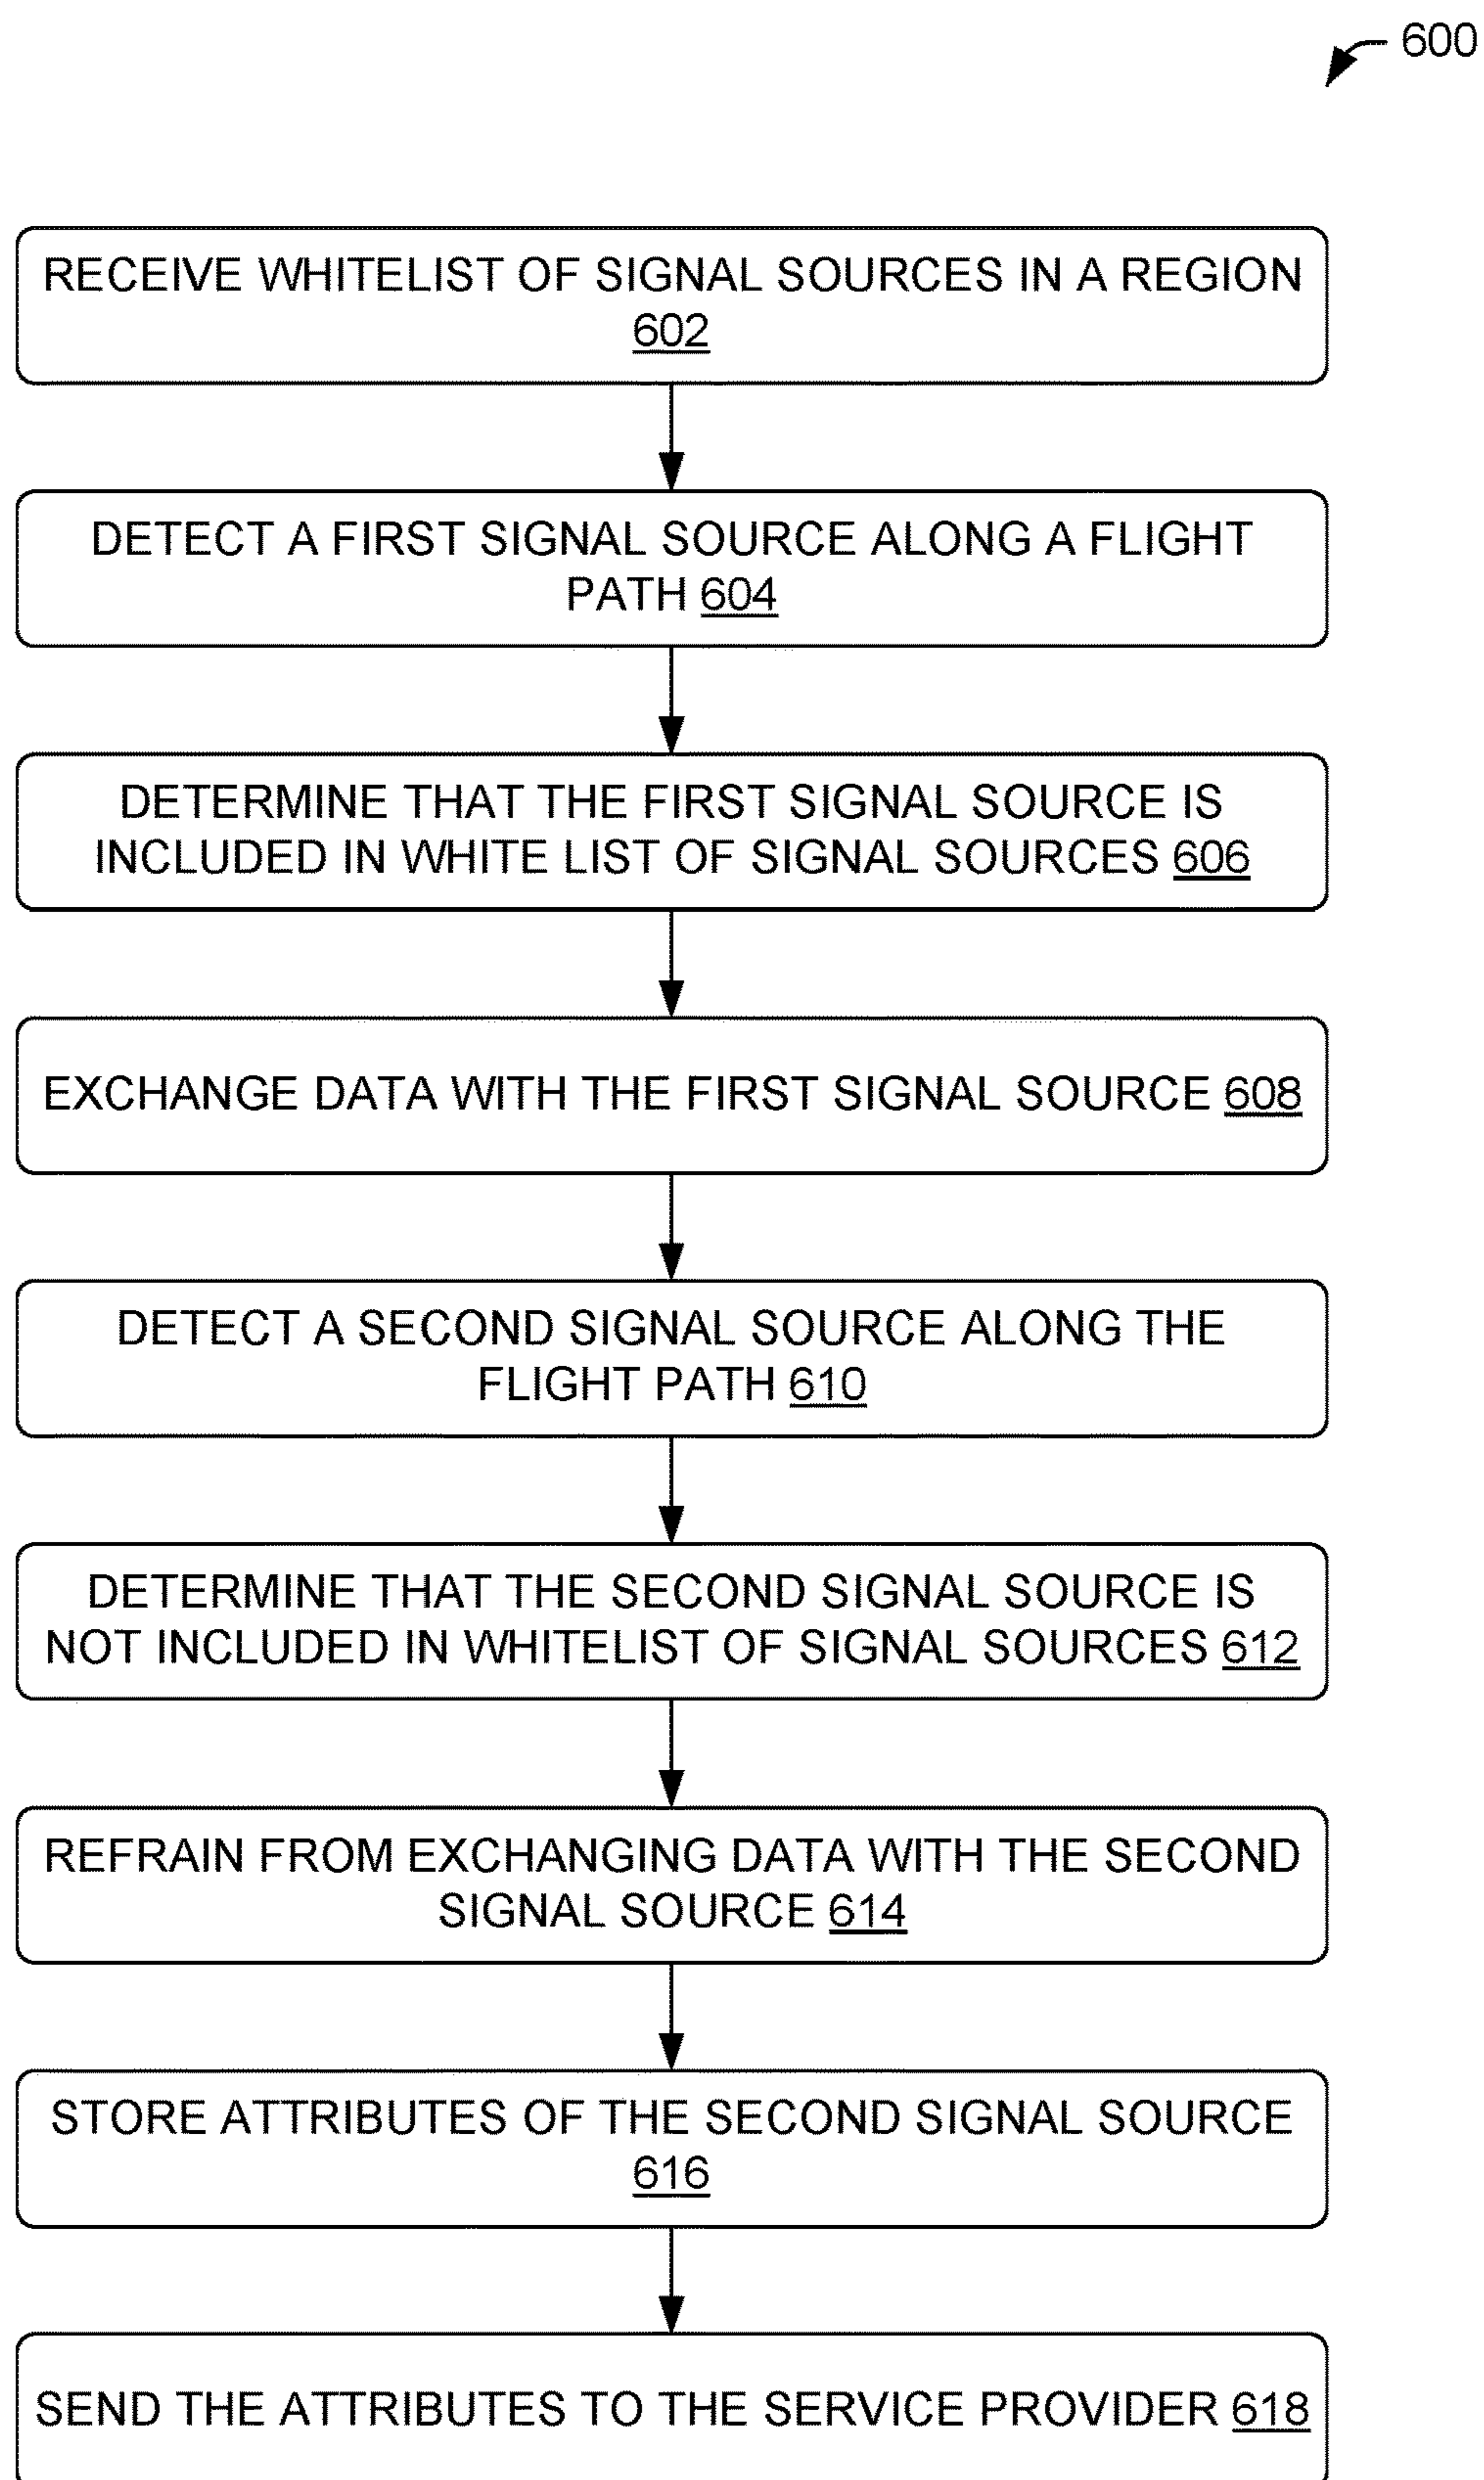 600
RECEIVE WHITELIST OF SIGNAL SOURCES IN A REGION
602
DETECT A FIRST SIGNAL SOURCE ALONG A FLIGHT
PATH 604
DETERMINE THAT THE FIRST SIGNAL SOURCE IS
INCLUDED IN WHITE LIST OF SIGNAL SOURCES 606
EXCHANGE DATA WITH THE FIRST SIGNAL SOURCE 608
DETECT A SECOND SIGNAL SOURCE ALONG THE
FLIGHT PATH 610
DETERMINE THAT THE SECOND SIGNAL SOURCE IS
NOT INCLUDED IN WHITELIST OF SIGNAL SOURCES 612
REFRAIN FROM EXCHANGING DATA WITH THE SECOND
SIGNAL SOURCE 614
STORE ATTRIBUTES OF THE SECOND SIGNAL SOURCE
616
SEND THE ATTRIBUTES TO THE SERVICE PROVIDER 618